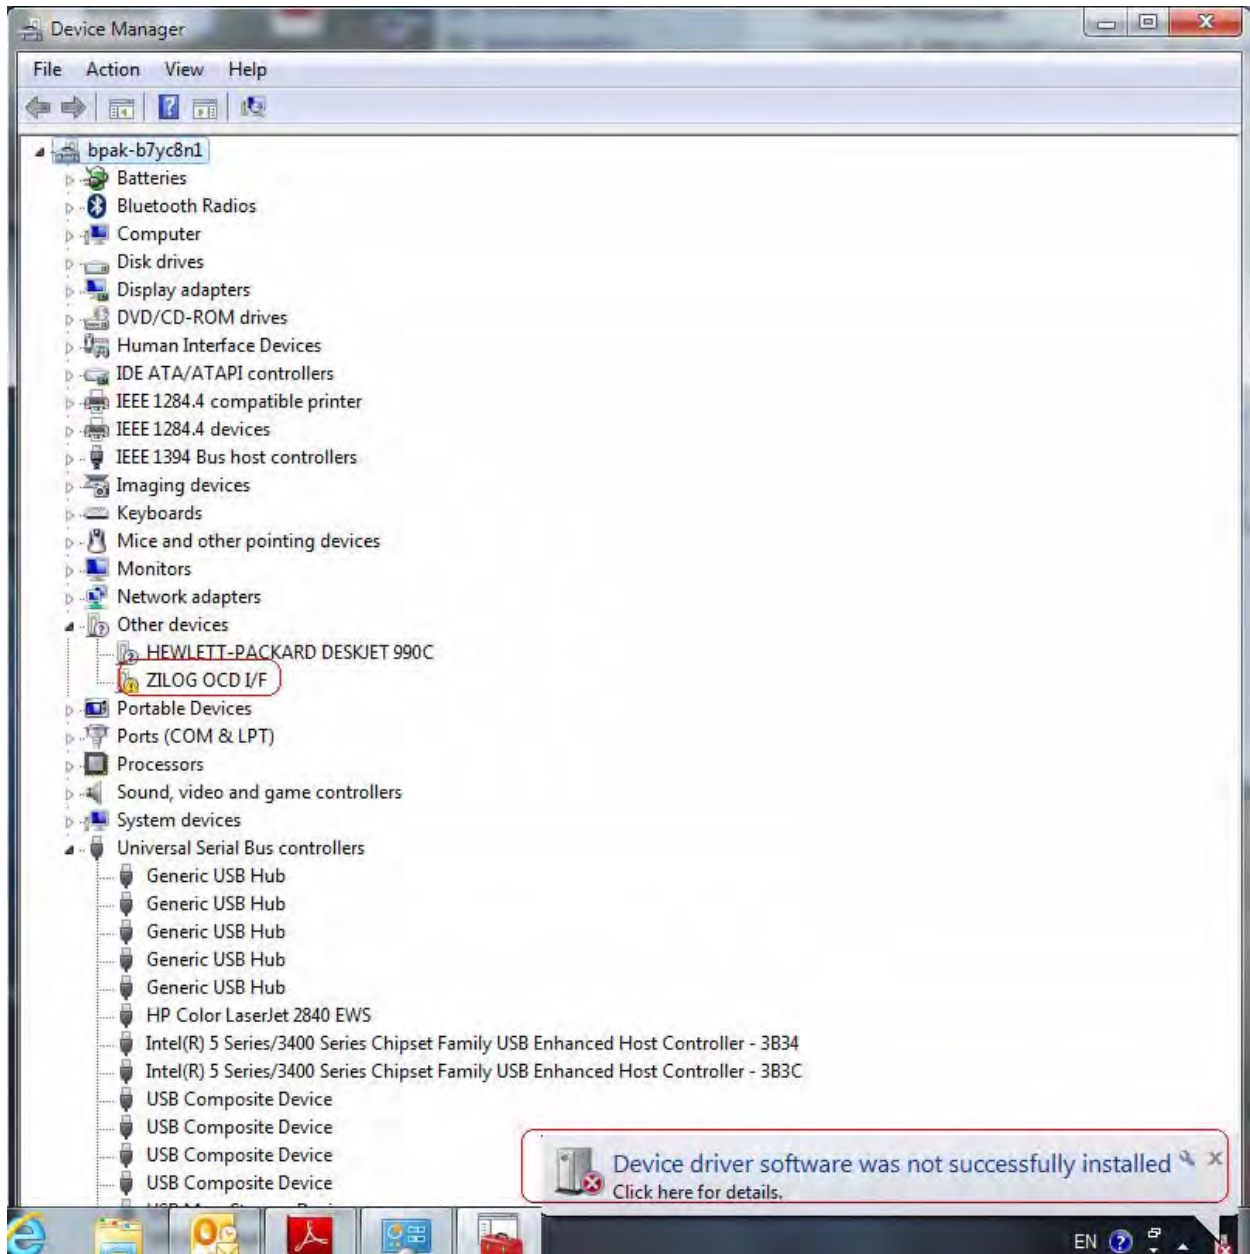 Device Manager
File Action View Help
bpak-b7yc8n1
Batteries
Bluetooth Radios
Computer
Disk drives
Display adapters
DVD/CD-ROM drives
Human Interface Devices
IDE ATA/ATAPI controllers
IEEE 1284.4 compatible printer
IEEE 1284.4 devices
IEEE 1394 Bus host controllers
Imaging devices
Keyboards
Mice and other pointing devices
Monitors
Network adapters
Other devices
HEWLETT-PACKARD DESKJET 990C
ZILOG OCD I/F
Portable Devices
Ports (COM & LPT)
Processors
Sound, video and game controllers
System devices
Universal Serial Bus controllers
Generic USB Hub
Generic USB Hub
Generic USB Hub
Generic USB Hub
Generic USB Hub
HP Color LaserJet 2840 EWS
Intel(R) 5 Series/3400 Series Chipset Family USB Enhanced Host Controller - 3B34
Intel(R) 5 Series/3400 Series Chipset Family USB Enhanced Host Controller - 3B3C
USB Composite Device
USB Composite Device
USB Composite Device
USB Composite Device
Device driver software was not successfully installed
Click here for details.
EN